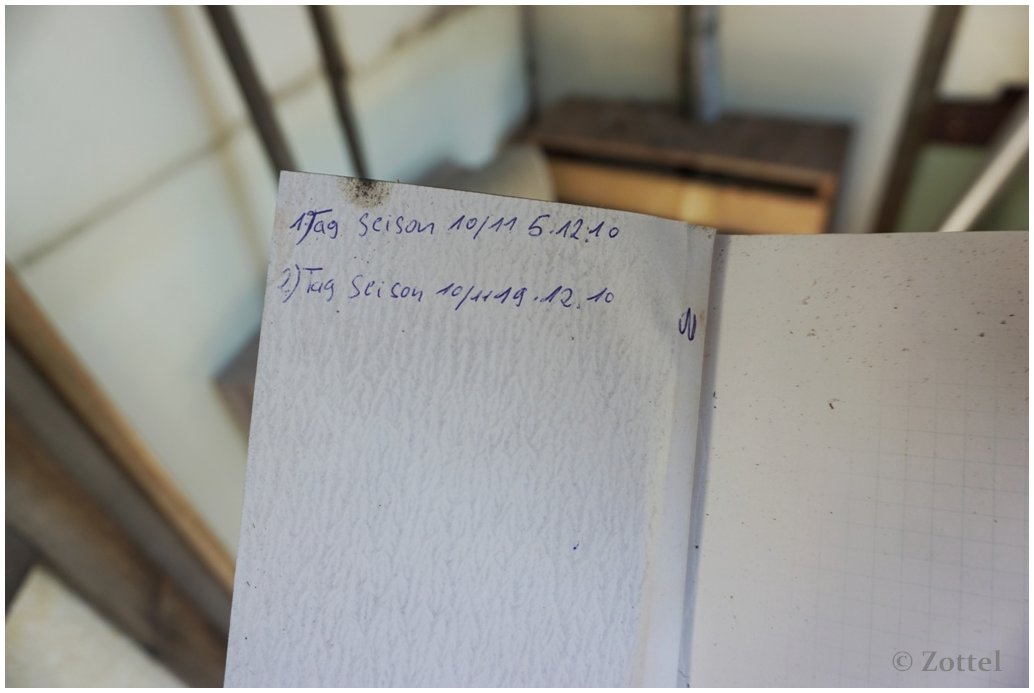 1)Tag Seison 10/11 5.12.10
2)Tag Seison 10/11 19.12.10
© Zottel